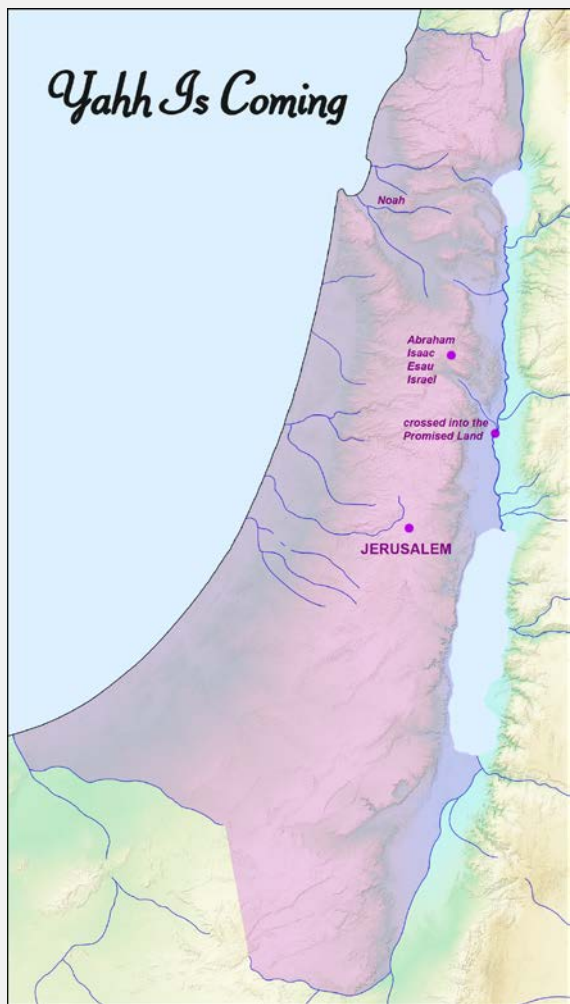 Yahh Is Coming
Noah
Abraham
Isaac
Esau
Israel
crossed into the
Promised Land
JERUSALEM